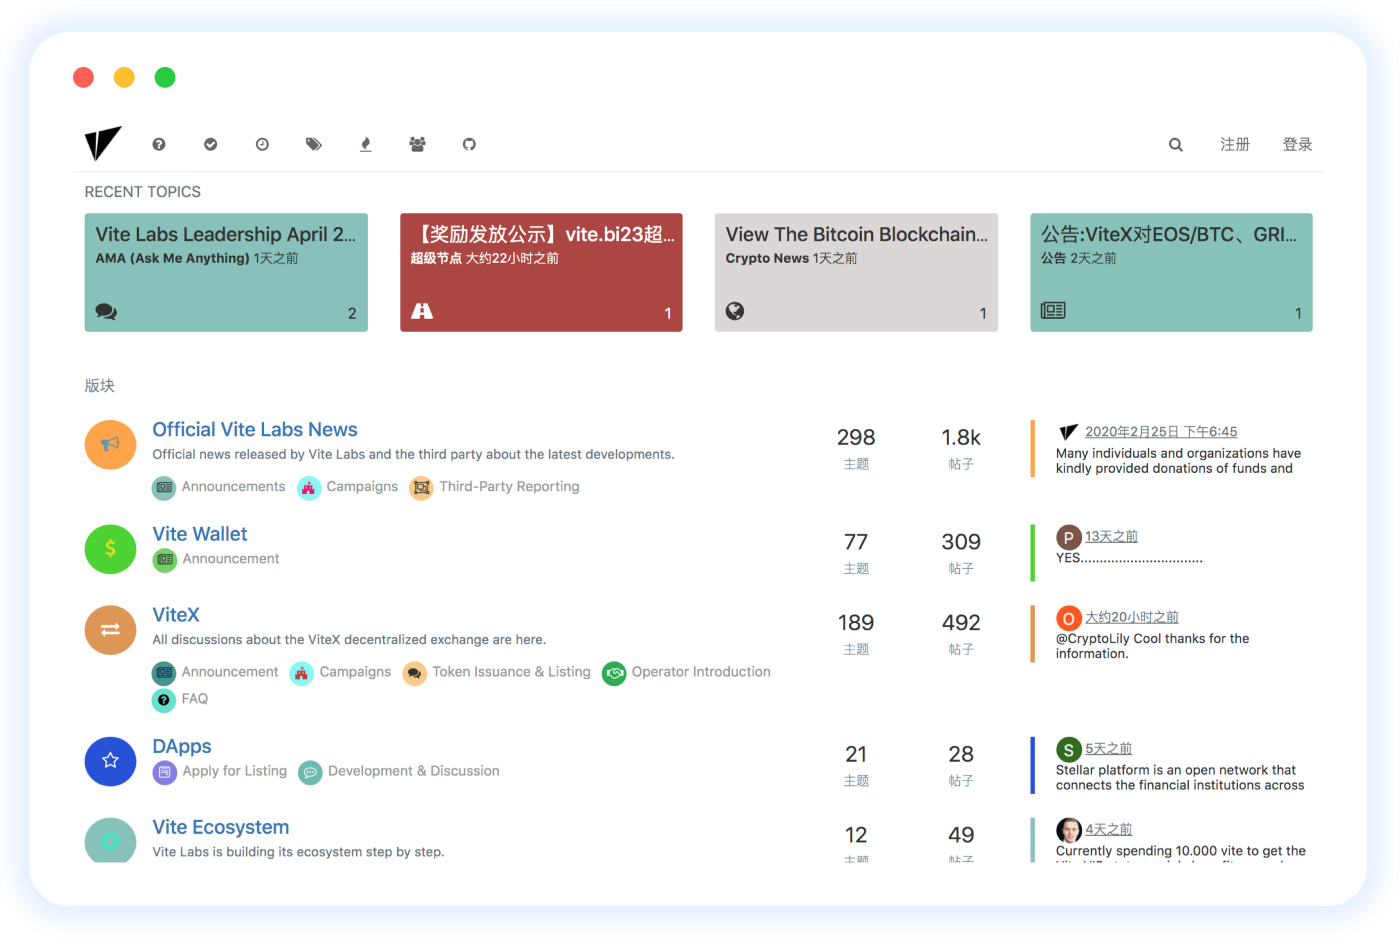 注册 登录
RECENT TOPICS
Vite Labs Leadership April 2...
AMA (Ask Me Anything) 1天之前
2
【奖励发放公示】vite.bi23超...
超级节点 大约22小时之前
1
View The Bitcoin Blockchain...
Crypto News 1天之前
1
公告:ViteX对EOS/BTC、GRI...
公告 2天之前
1
版块
Official Vite Labs News
Official news released by Vite Labs and the third party about the latest developments.
Announcements Campaigns Third-Party Reporting
298 1.8k
主题 帖子
2020年2月25日 下午6:45
Many individuals and organizations have
kindly provided donations of funds and
$
Vite Wallet
Announcement
77 309
主题 帖子
P 13天之前
YES................................
ViteX
All discussions about the ViteX decentralized exchange are here.
Announcement Campaigns Token Issuance & Listing Operator Introduction
FAQ
189 492
主题 帖子
O 大约20小时之前
@CryptoLily Cool thanks for the
information.
DApps
Apply for Listing Development & Discussion
21 28
主题 帖子
S 5天之前
Stellar platform is an open network that
connects the financial institutions across
Vite Ecosystem
Vite Labs is building its ecosystem step by step.
12 49
主题 帖子
4天之前
Currently spending 10.000 vite to get the